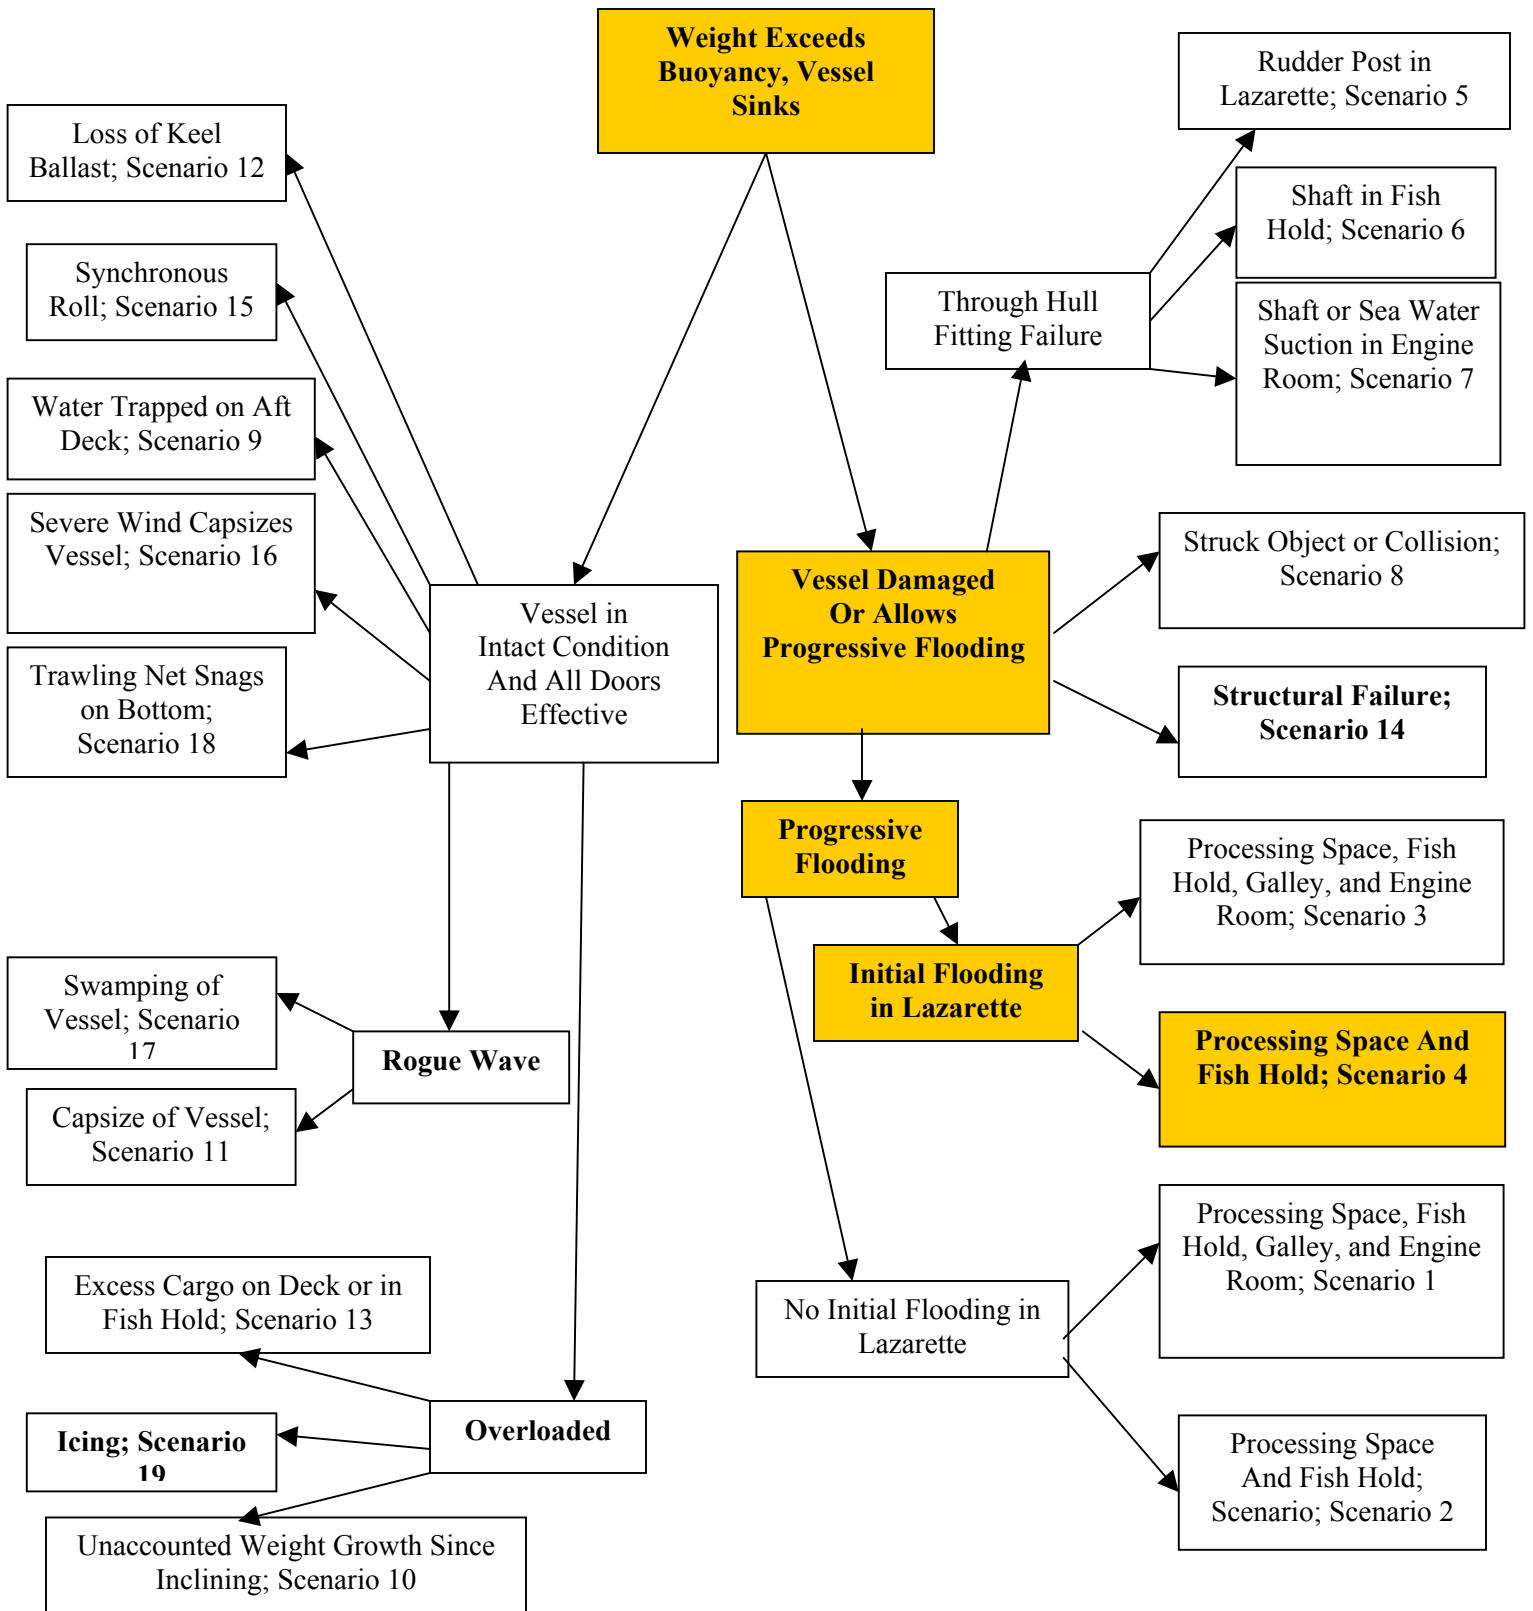 Weight Exceeds
Buoyancy, Vessel
Sinks
Rudder Post in
Lazarette; Scenario 5
Loss of Keel
Ballast; Scenario 12
Shaft in Fish
Hold; Scenario 6
Synchronous
Roll; Scenario 15
Through Hull
Fitting Failure
Shaft or Sea Water
Suction in Engine
Room; Scenario 7
Water Trapped on Aft
Deck; Scenario 9
Severe Wind Capsizes
Vessel; Scenario 16
Struck Object or Collision;
Scenario 8
Vessel Damaged
Or Allows
Progressive Flooding
Vessel in
Intact Condition
And All Doors
Effective
Trawling Net Snags
on Bottom;
Scenario 18
Structural Failure;
Scenario 14
Progressive
Flooding
Processing Space, Fish
Hold, Galley, and Engine
Room; Scenario 3
Initial Flooding
in Lazarette
Swamping of
Vessel; Scenario
17
Rogue Wave
Processing Space And
Fish Hold; Scenario 4
Capsize of Vessel;
Scenario 11
Processing Space, Fish
Hold, Galley, and Engine
Room; Scenario 1
Excess Cargo on Deck or in
Fish Hold; Scenario 13
No Initial Flooding in
Lazarette
Overloaded
Icing; Scenario
19
Processing Space
And Fish Hold;
Scenario; Scenario 2
Unaccounted Weight Growth Since
Inclining; Scenario 10